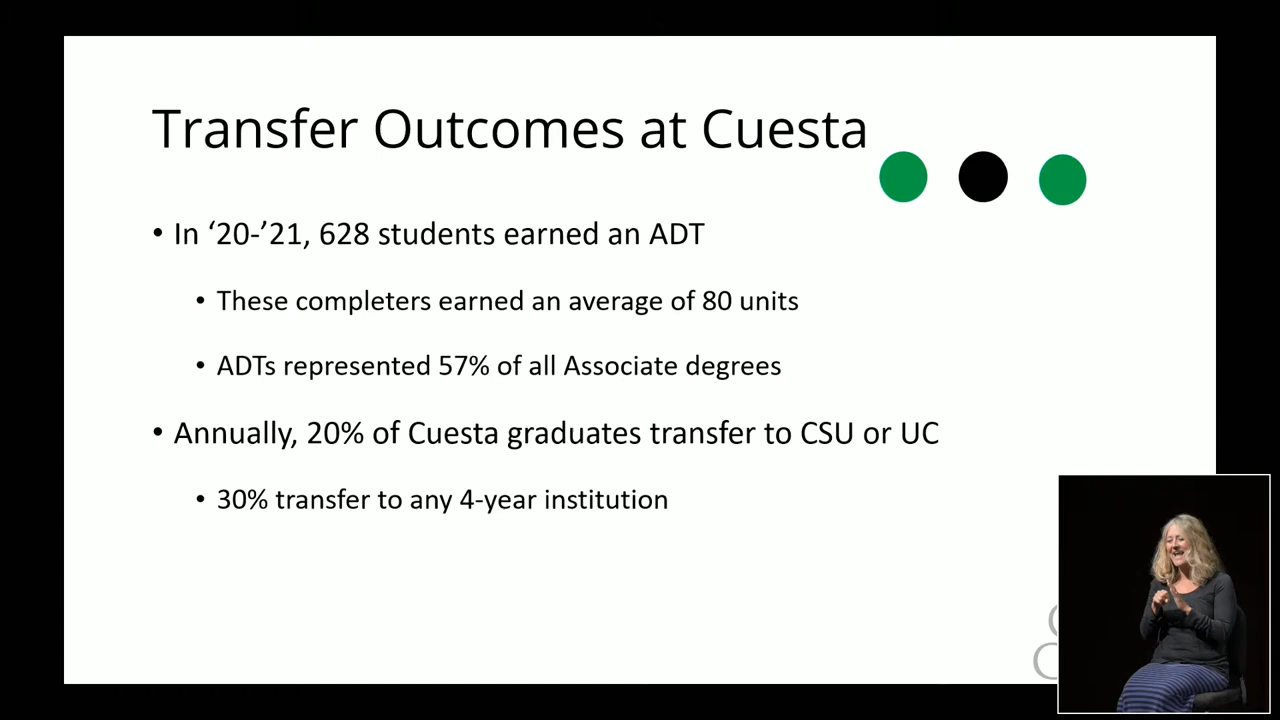 Transfer Outcomes at Cuesta
• In ‘20-’21, 628 students earned an ADT
• These completers earned an average of 80 units
• ADTs represented 57% of all Associate degrees
• Annually, 20% of Cuesta graduates transfer to CSU or UC
• 30% transfer to any 4-year institution